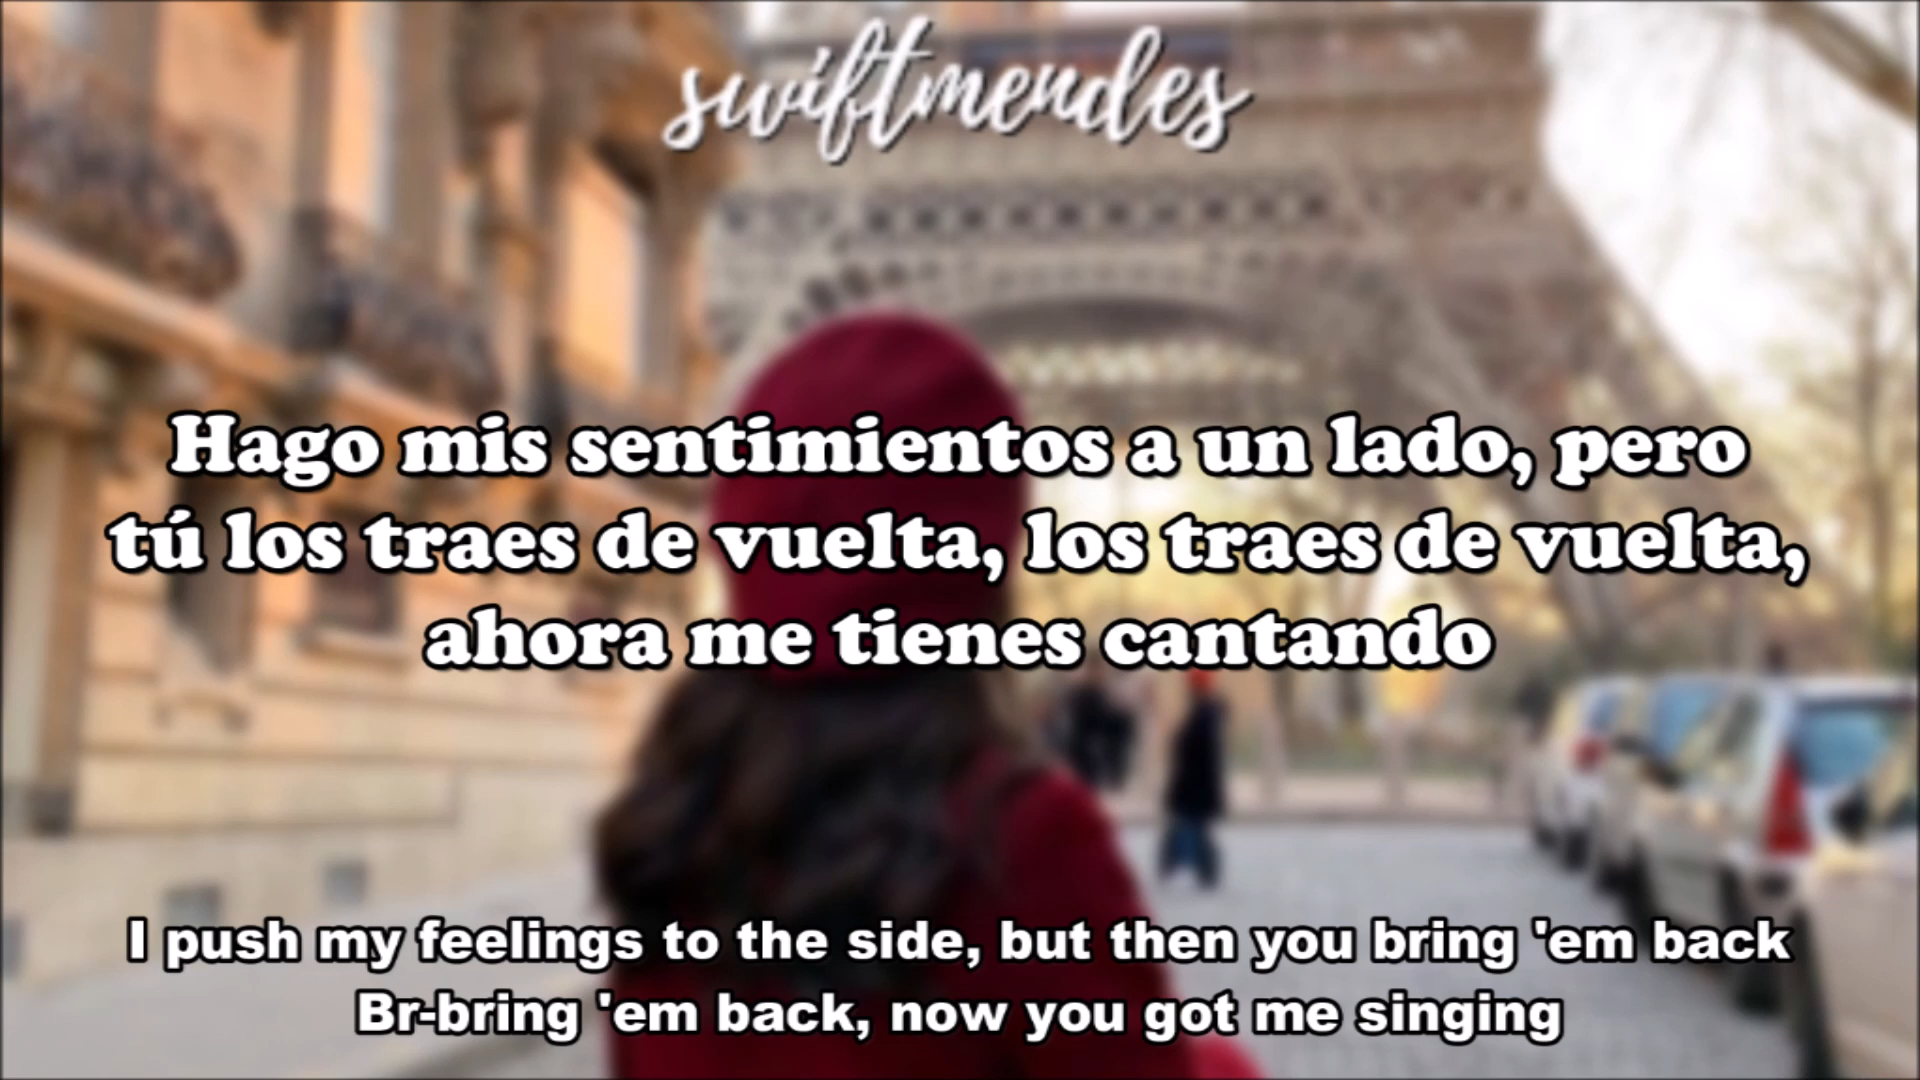 swiftmendes
Hago mis sentimientos a un lado, pero
tú los traes de vuelta, los traes de vuelta,
ahora me tienes cantando
I push my feelings to the side, but then you bring 'em back
Br-bring 'em back, now you got me singing